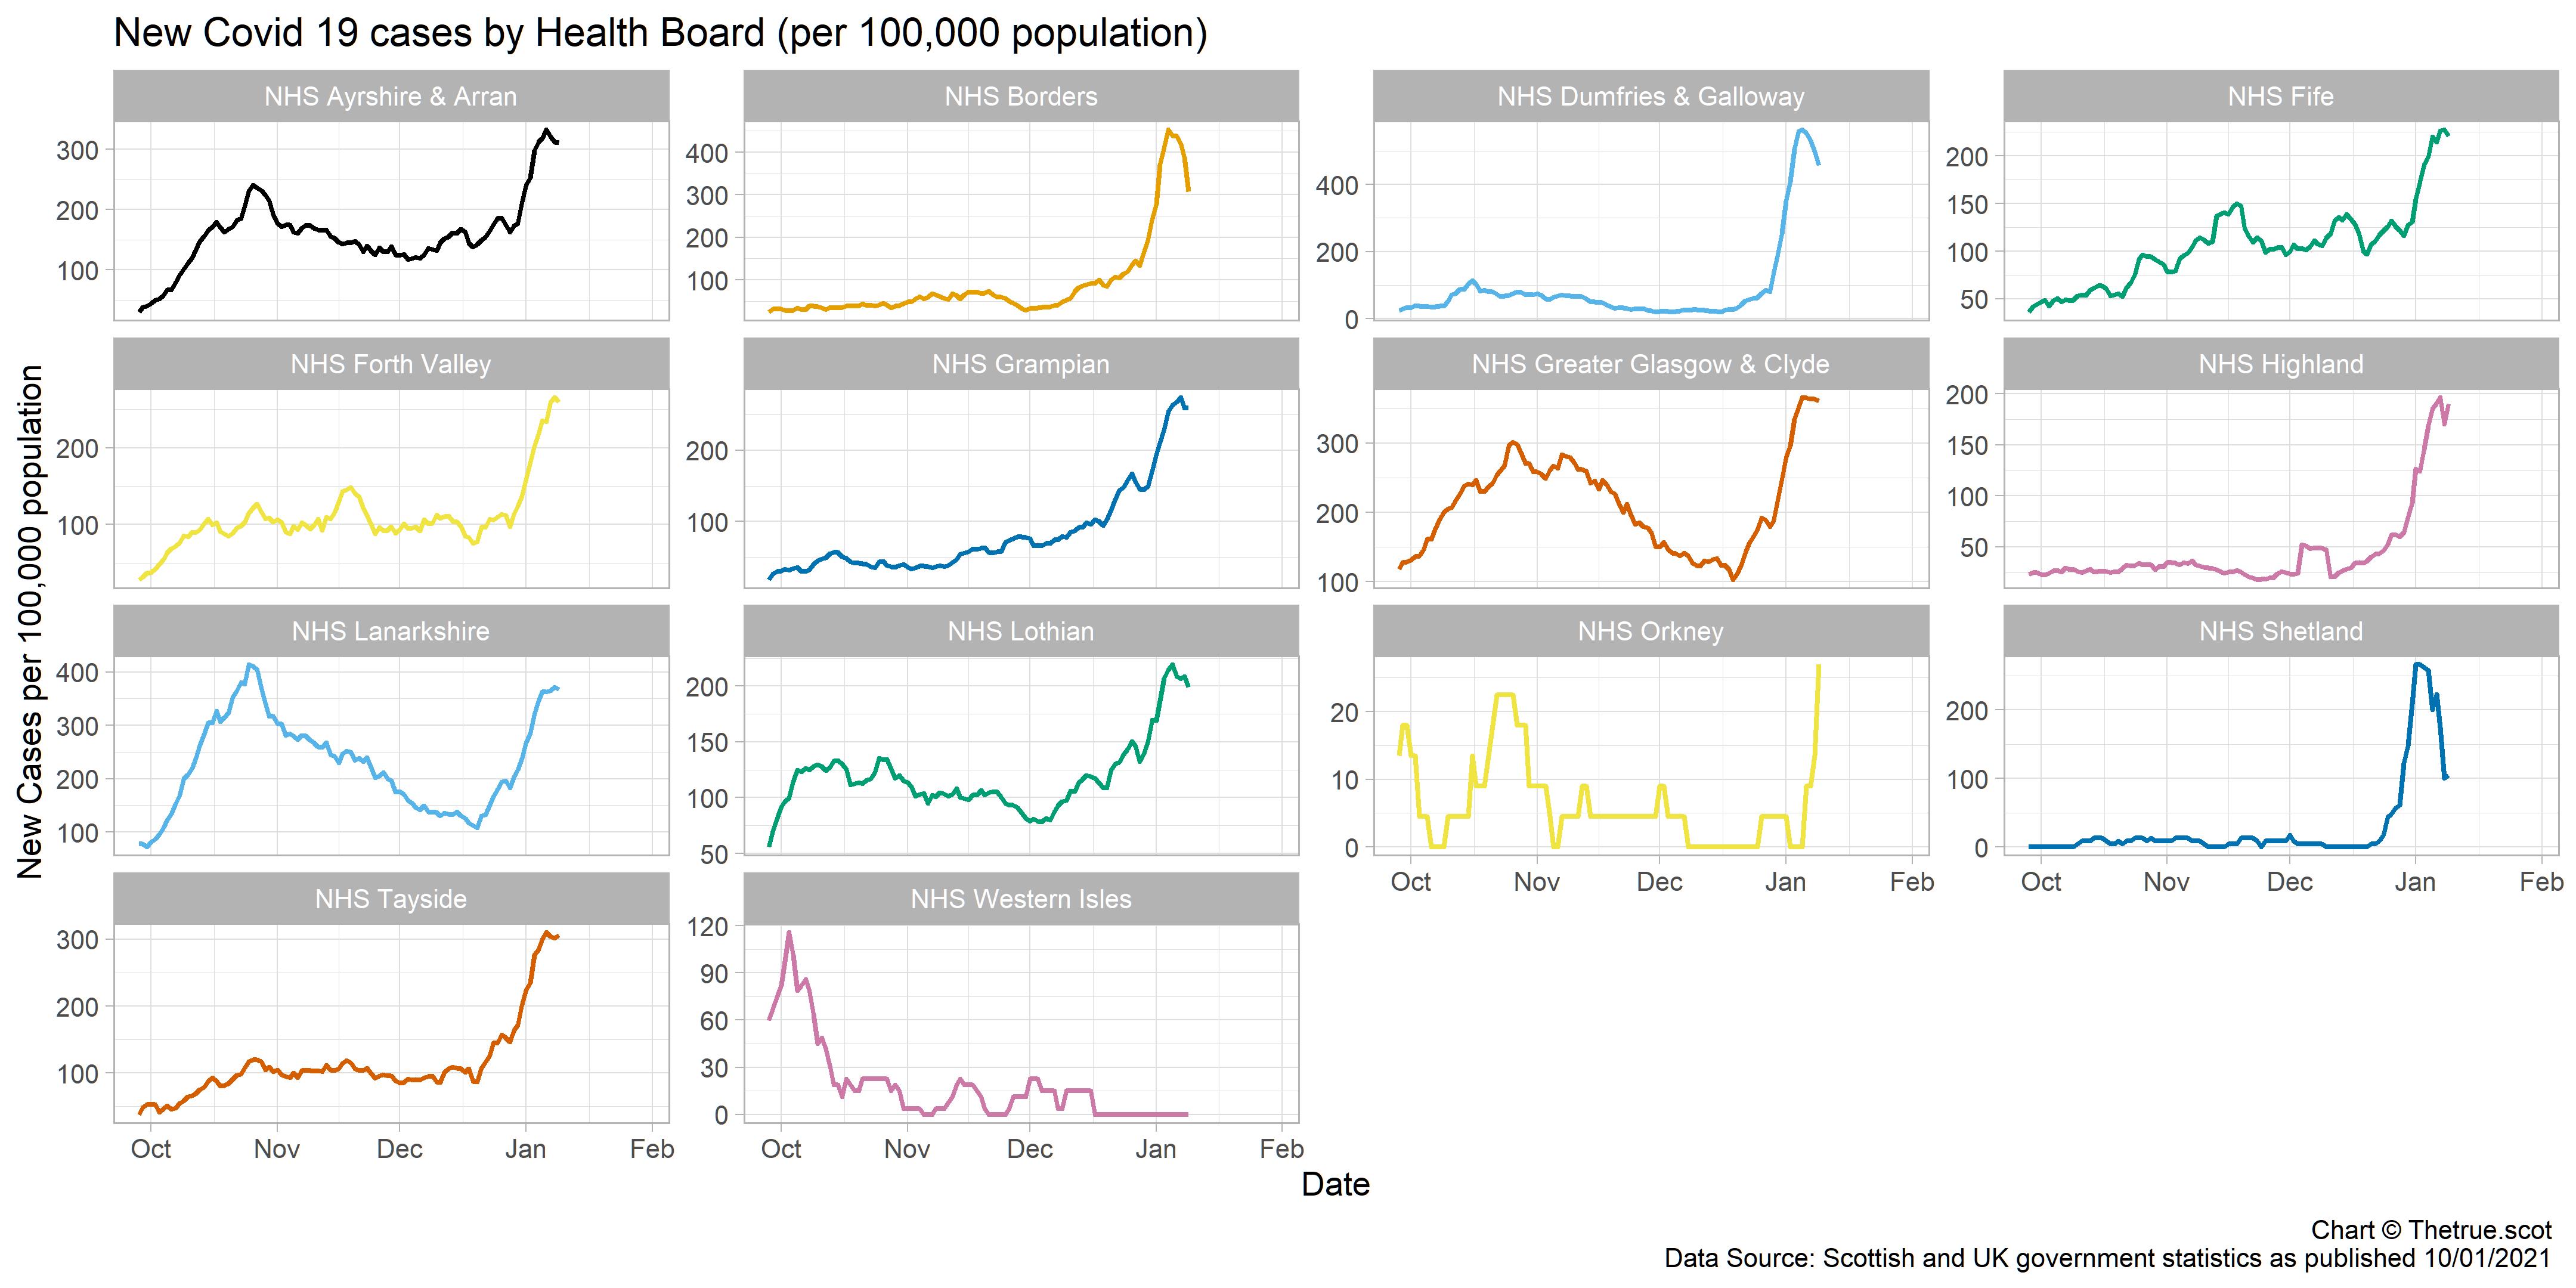 New Covid 19 cases by Health Board (per 100,000 population)
New Cases per 100,000 population
NHS Ayrshire & Arran
300
200
100
NHS Borders
400
300
200
100
NHS Dumfries & Galloway
400
200
0
NHS Fife
200
150
100
50
NHS Forth Valley
200
100
NHS Grampian
200
100
NHS Greater Glasgow & Clyde
300
200
100
NHS Highland
200
150
100
50
NHS Lanarkshire
400
300
200
100
NHS Lothian
200
150
100
50
NHS Orkney
20
10
0
Oct Nov Dec Jan Feb
NHS Shetland
200
100
0
Oct Nov Dec Jan Feb
NHS Tayside
300
200
100
Oct Nov Dec Jan Feb
NHS Western Isles
120
90
60
30
0
Oct Nov Dec Jan Feb
Date
Chart © Thetrue.scot
Data Source: Scottish and UK government statistics as published 10/01/2021